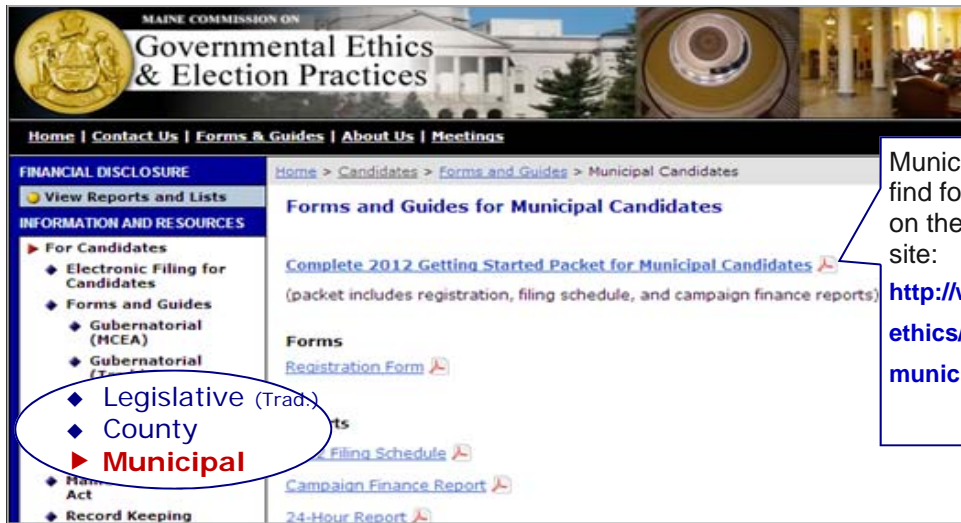 MAINE COMMISSION ON
Governmental Ethics
& Election Practices
Home | Contact Us | Forms & Guides | About Us | Meetings
FINANCIAL DISCLOSURE
View Reports and Lists
INFORMATION AND RESOURCES
For Candidates
Electronic Filing for
Candidates
Forms and Guides
Gubernatorial
(MCEA)
Gubernatorial
Legislative (Trad.)
County
Municipal
Act
Record Keeping
Home > Candidates > Forms and Guides > Municipal Candidates
Forms and Guides for Municipal Candidates
Complete 2012 Getting Started Packet for Municipal Candidates
(packet includes registration, filing schedule, and campaign finance reports)
Forms
Registration Form
ts
Filing Schedule
Campaign Finance Report
24-Hour Report
Munic
find fo
on the
site:
http://
ethics/
munic